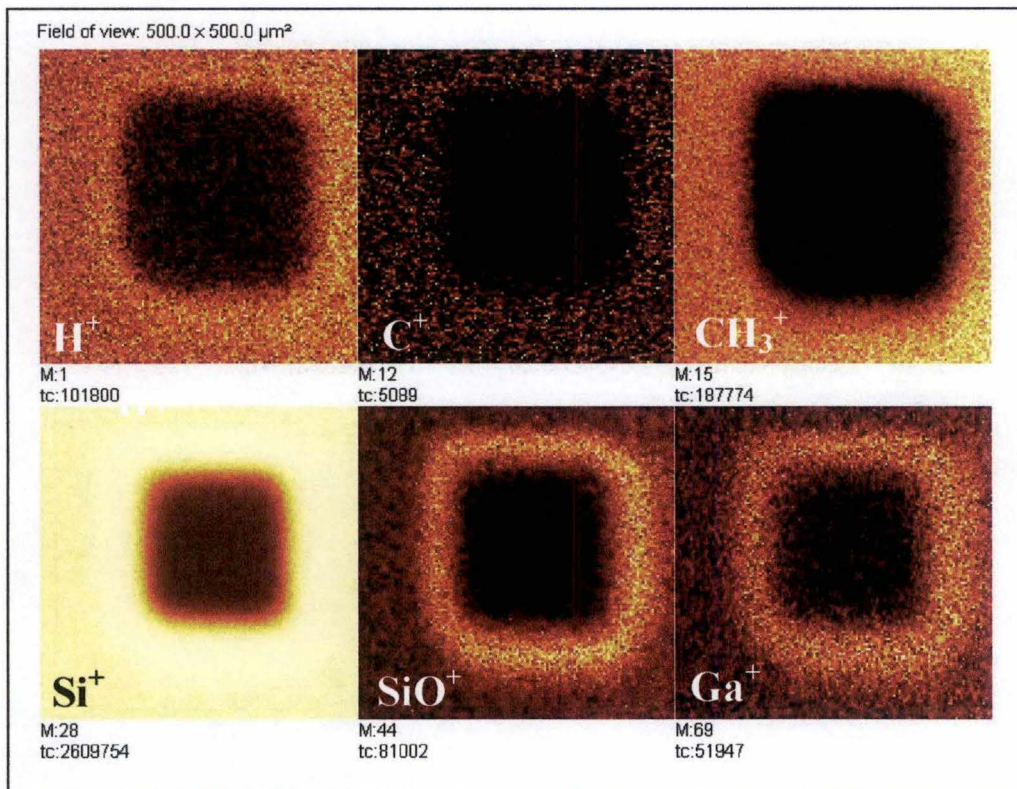 Field of view: 500.0 x 500.0 µm²
H⁺ C⁺ CH₃⁺
M:1 M:12 M:15
tc:101800 tc:5089 tc:187774
Si⁺ SiO⁺ Ga⁺
M:28 M:44 M:69
tc:2609754 tc:81002 tc:51947